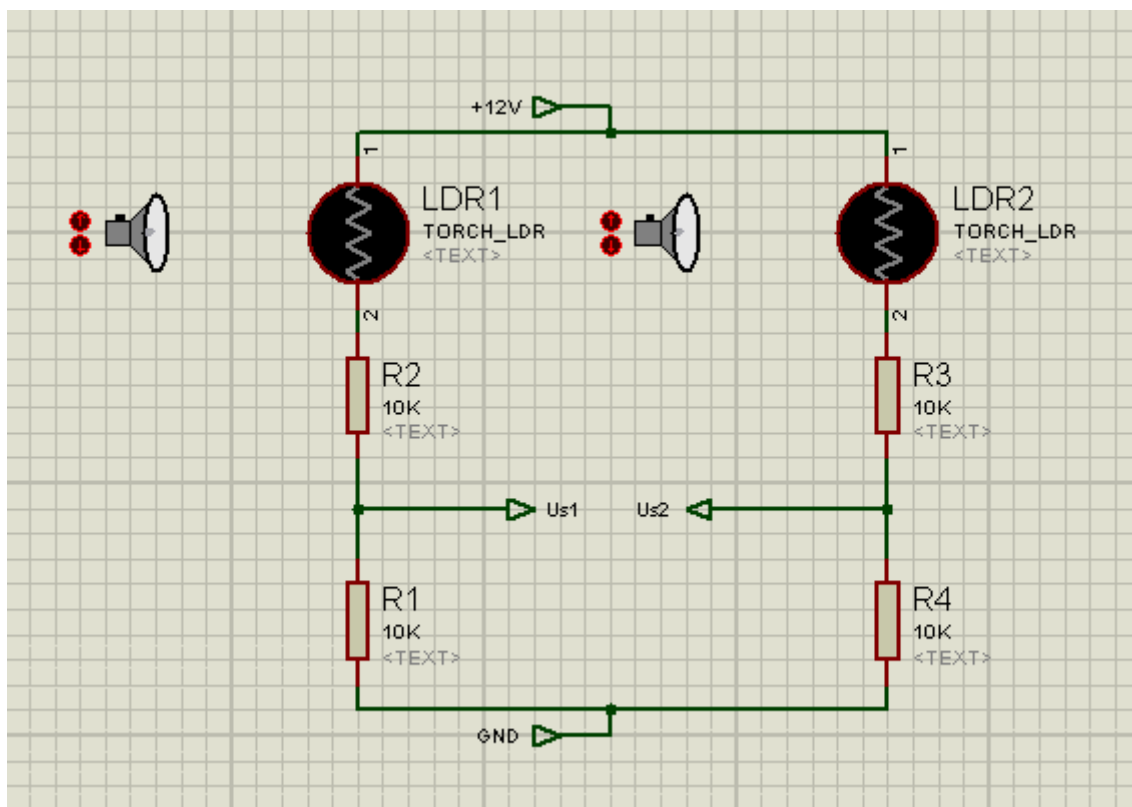 +12V
1
1
LDR1
TORCH_LDR
<TEXT>
LDR2
TORCH_LDR
<TEXT>
2
2
R2
10K
<TEXT>
R3
10K
<TEXT>
Us1
Us2
R1
10K
<TEXT>
R4
10K
<TEXT>
GND